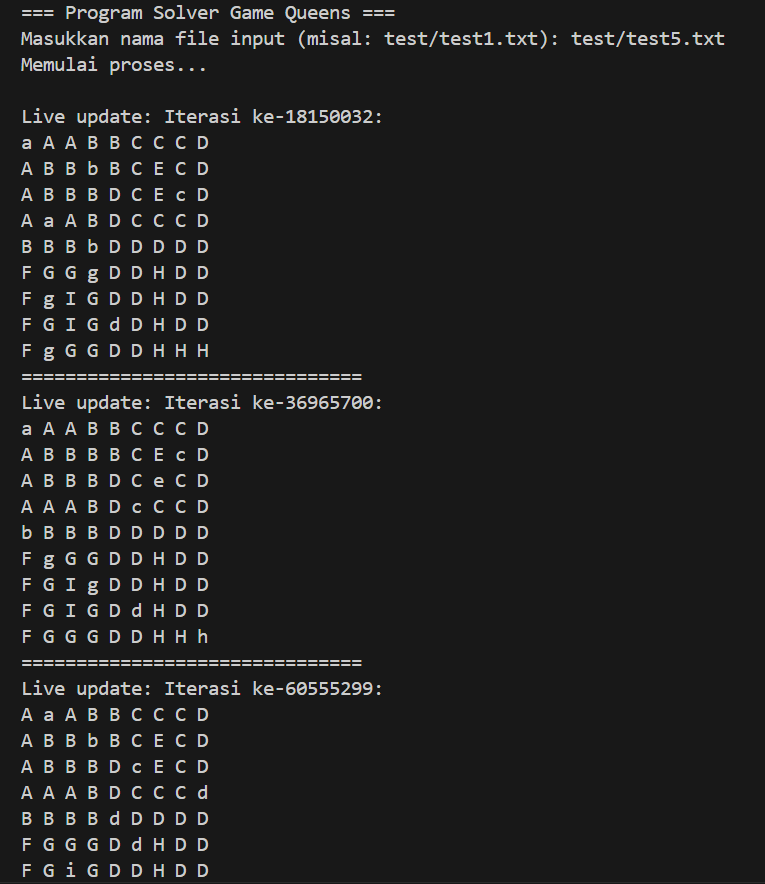 === Program Solver Game Queens ===
Masukkan nama file input (misal: test/test1.txt): test/test5.txt
Memulai proses...
Live update: Iterasi ke-18150032:
a A A B B C C C D
A B B b B C E C D
A B B B D C E c D
A a A B D C C C D
B B B b D D D D D
F G G g D D H D D
F g I G D D H D D
F G I G d D H D D
F g G G D D H H H
===============================
Live update: Iterasi ke-36965700:
a A A B B C C C D
A B B B B C E c D
A B B B D C e C D
A A A B D c C C D
b B B B D D D D D
F g G G D D H D D
F G I g D D H D D
F G I G D d H D D
F G G G D D H H h
===============================
Live update: Iterasi ke-60555299:
A a A B B C C C D
A B B b B C E C D
A B B B D c E C D
A A A B D C C C d
B B B B d D D D D
F G G G D d H D D
F G i G D D H D D